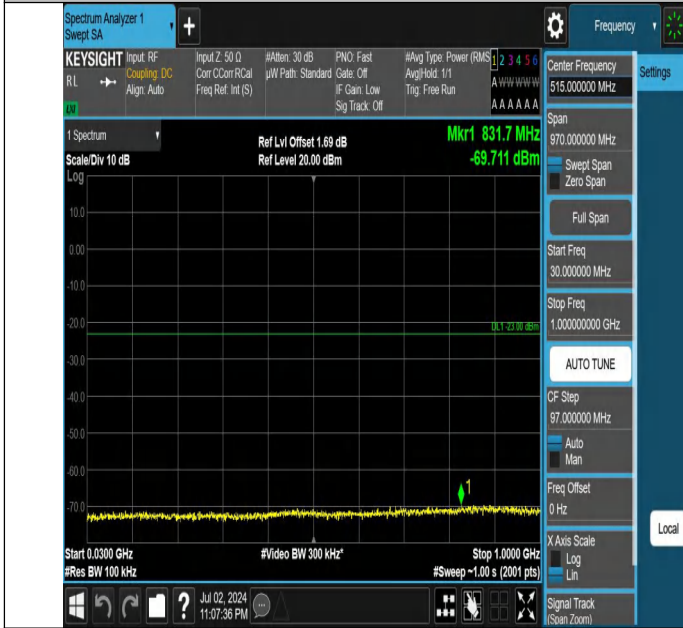 Spectrum Analyzer 1
Swept SA
Frequency
KEYSIGHT
RL
Input: RF
Coupling: DC
Align: Auto
Input Z: 50 Ω
Corr CCorr RCal
Freq Ref: Int (S)
#Atten: 30 dB
µW Path: Standard
PNO: Fast
Gate: Off
IF Gain: Low
Sig Track: Off
#Avg Type: Power (RMS
Avg|Hold: 1/1
Trig: Free Run
1 2 3 4 5 6
A W W W W W
A A A A A A
1 Spectrum
Scale/Div 10 dB
Ref Lvl Offset 1.69 dB
Ref Level 20.00 dBm
Mkr1 831.7 MHz
-69.711 dBm
Log
10.0
0.00
-10.0
-20.0
DL1 -23.00 dBm
-30.0
-40.0
-50.0
-60.0
-70.0
1
Start 0.0300 GHz
#Video BW 300 kHz*
Stop 1.0000 GHz
#Res BW 100 kHz
#Sweep ~1.00 s (2001 pts)
Center Frequency
515.000000 MHz
Settings
Span
970.000000 MHz
Swept Span
Zero Span
Full Span
Start Freq
30.000000 MHz
Stop Freq
1.000000000 GHz
AUTO TUNE
CF Step
97.000000 MHz
Auto
Man
Freq Offset
0 Hz
Local
X Axis Scale
Log
Lin
Signal Track
(Span Zoom)
?
Jul 02, 2024
11:07:36 PM